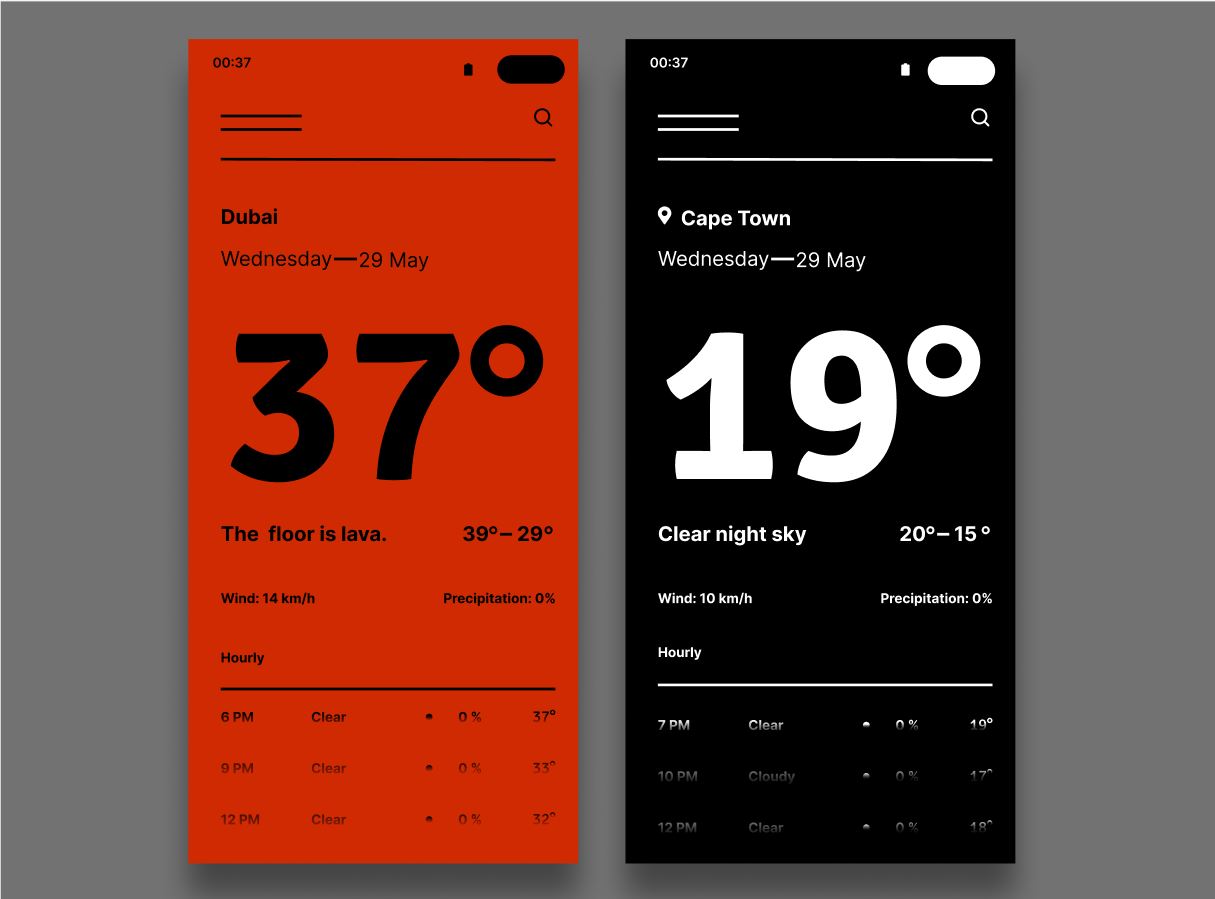 00:37
Dubai
Wednesday—29 May
37°
The floor is lava. 39°– 29°
Wind: 14 km/h Precipitation: 0%
Hourly
6 PM Clear 0 % 37°
9 PM Clear 0 % 33°
12 PM Clear 0 % 32°
00:37
Cape Town
Wednesday—29 May
19°
Clear night sky 20°– 15 °
Wind: 10 km/h Precipitation: 0%
Hourly
7 PM Clear 0 % 19°
10 PM Cloudy 0 % 17°
12 PM Clear 0 % 18°